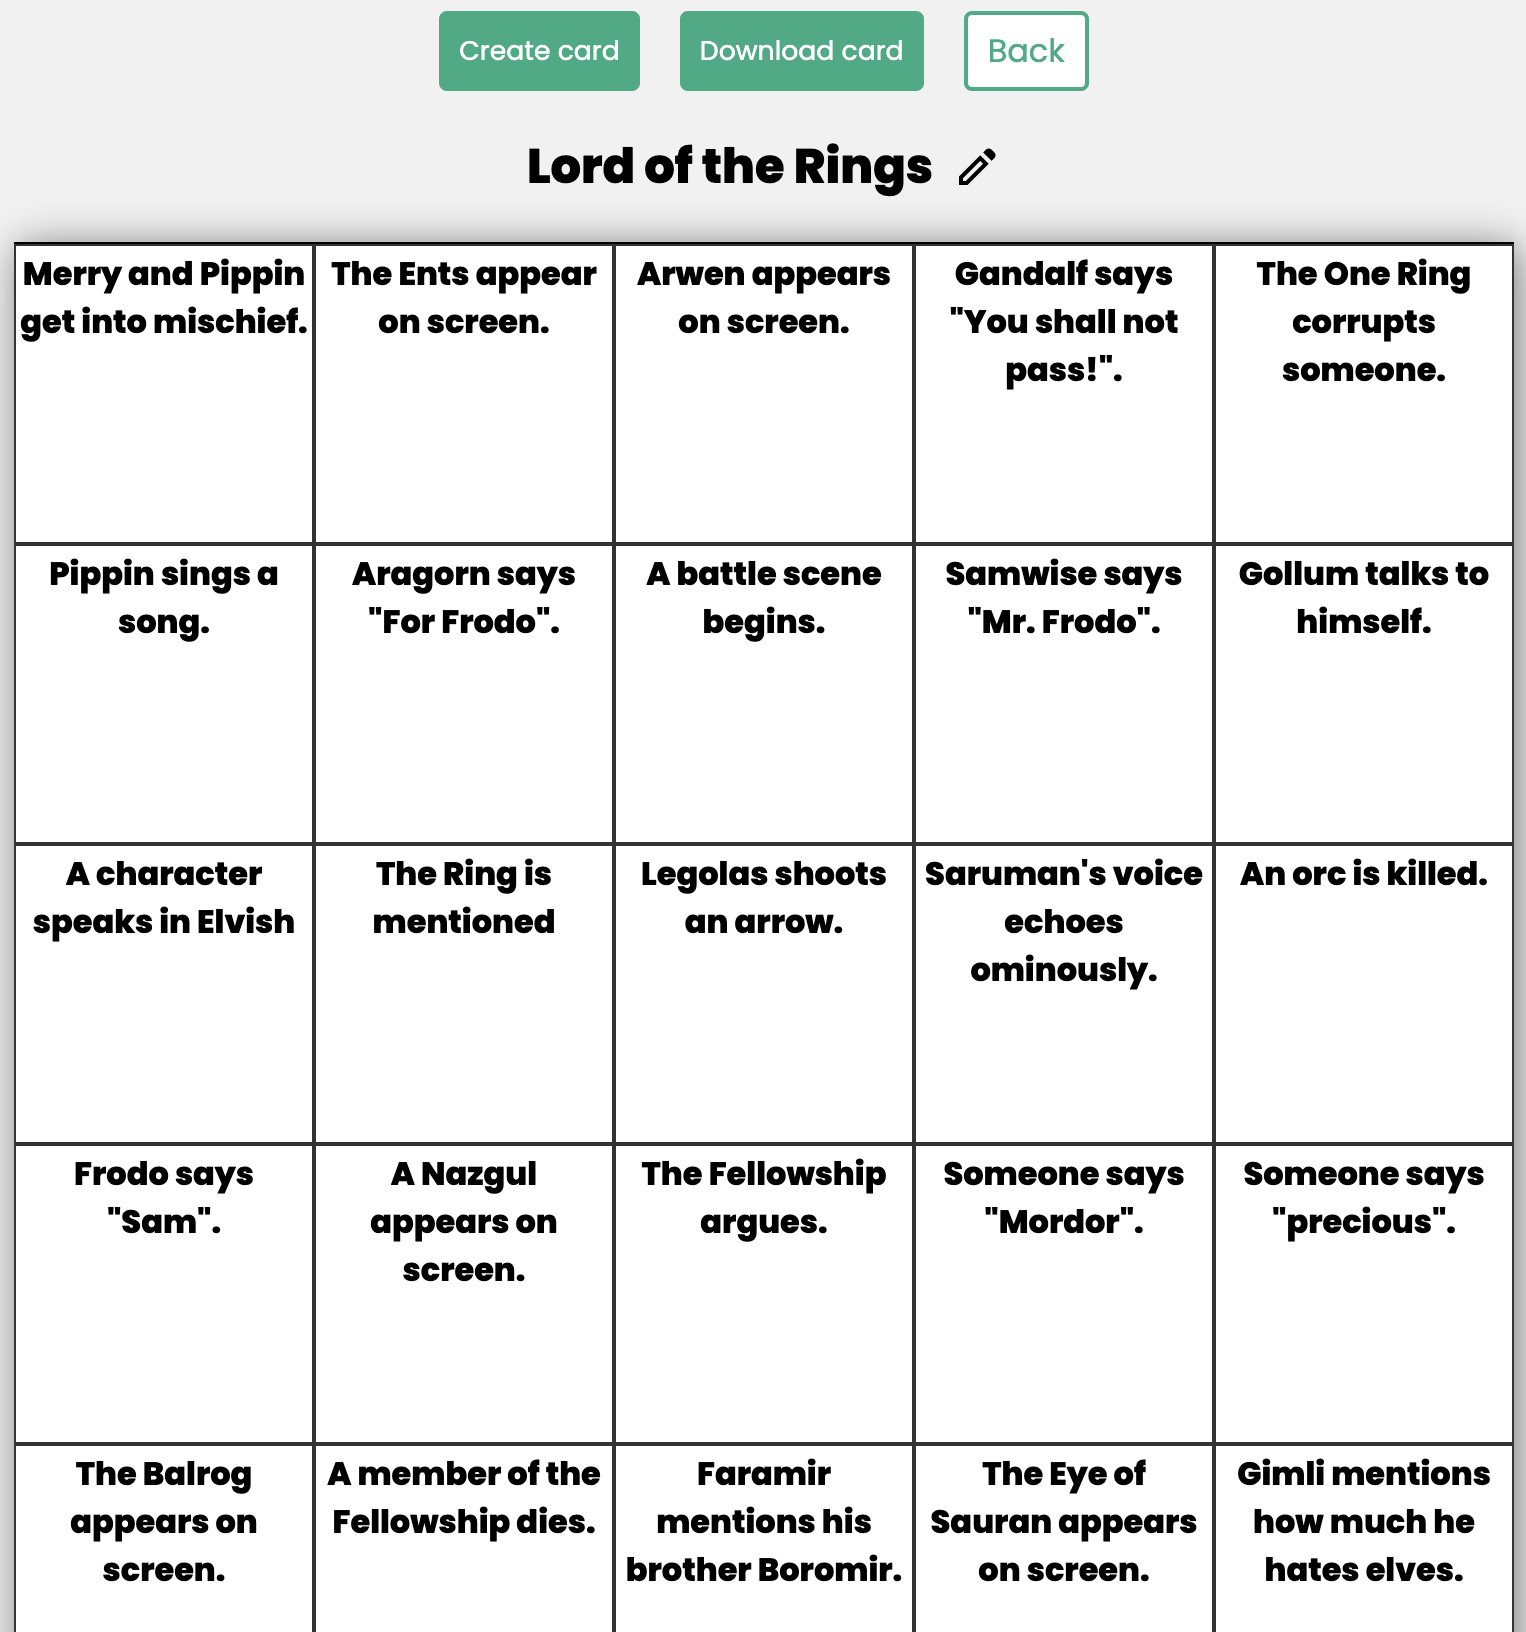 Create card
Download card
Back
Lord of the Rings
Merry and Pippin
get into mischief.
The Ents appear
on screen.
Arwen appears
on screen.
Gandalf says
"You shall not
pass!".
The One Ring
corrupts
someone.
Pippin sings a
song.
Aragorn says
"For Frodo".
A battle scene
begins.
Samwise says
"Mr. Frodo".
Gollum talks to
himself.
A character
speaks in Elvish
The Ring is
mentioned
Legolas shoots
an arrow.
Saruman's voice
echoes
ominously.
An orc is killed.
Frodo says
"Sam".
A Nazgul
appears on
screen.
The Fellowship
argues.
Someone says
"Mordor".
Someone says
"precious".
The Balrog
appears on
screen.
A member of the
Fellowship dies.
Faramir
mentions his
brother Boromir.
The Eye of
Sauran appears
on screen.
Gimli mentions
how much he
hates elves.